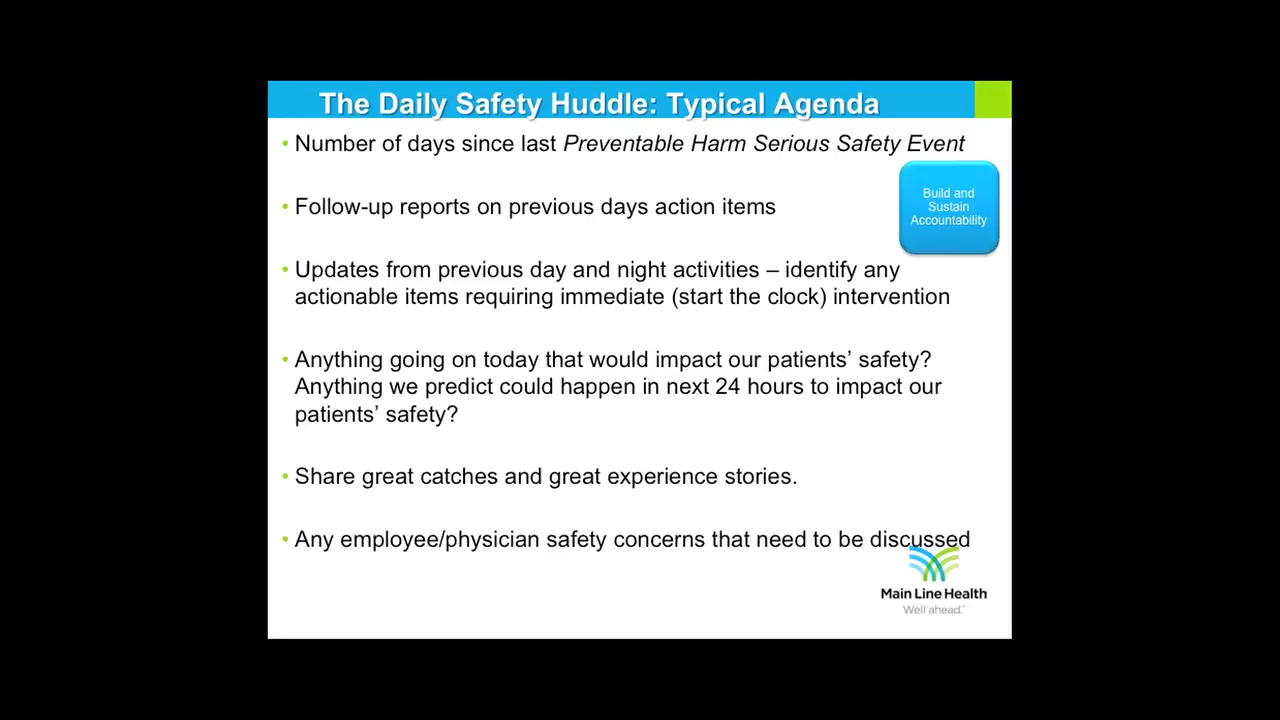 The Daily Safety Huddle: Typical Agenda
• Number of days since last Preventable Harm Serious Safety Event
Build and
Sustain
Accountability
• Follow-up reports on previous days action items
• Updates from previous day and night activities – identify any
actionable items requiring immediate (start the clock) intervention
• Anything going on today that would impact our patients’ safety?
Anything we predict could happen in next 24 hours to impact our
patients’ safety?
• Share great catches and great experience stories.
• Any employee/physician safety concerns that need to be discussed
Main Line Health
Well ahead.™